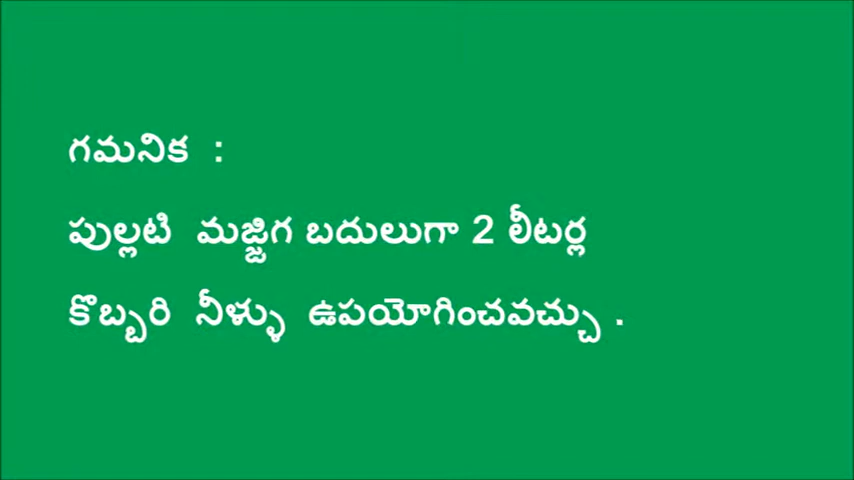 గమనిక :
పుల్లటి మజ్జిగ బదులుగా 2 లీటర్ల
కొబ్బరి నీళ్ళు ఉపయోగించవచ్చు .